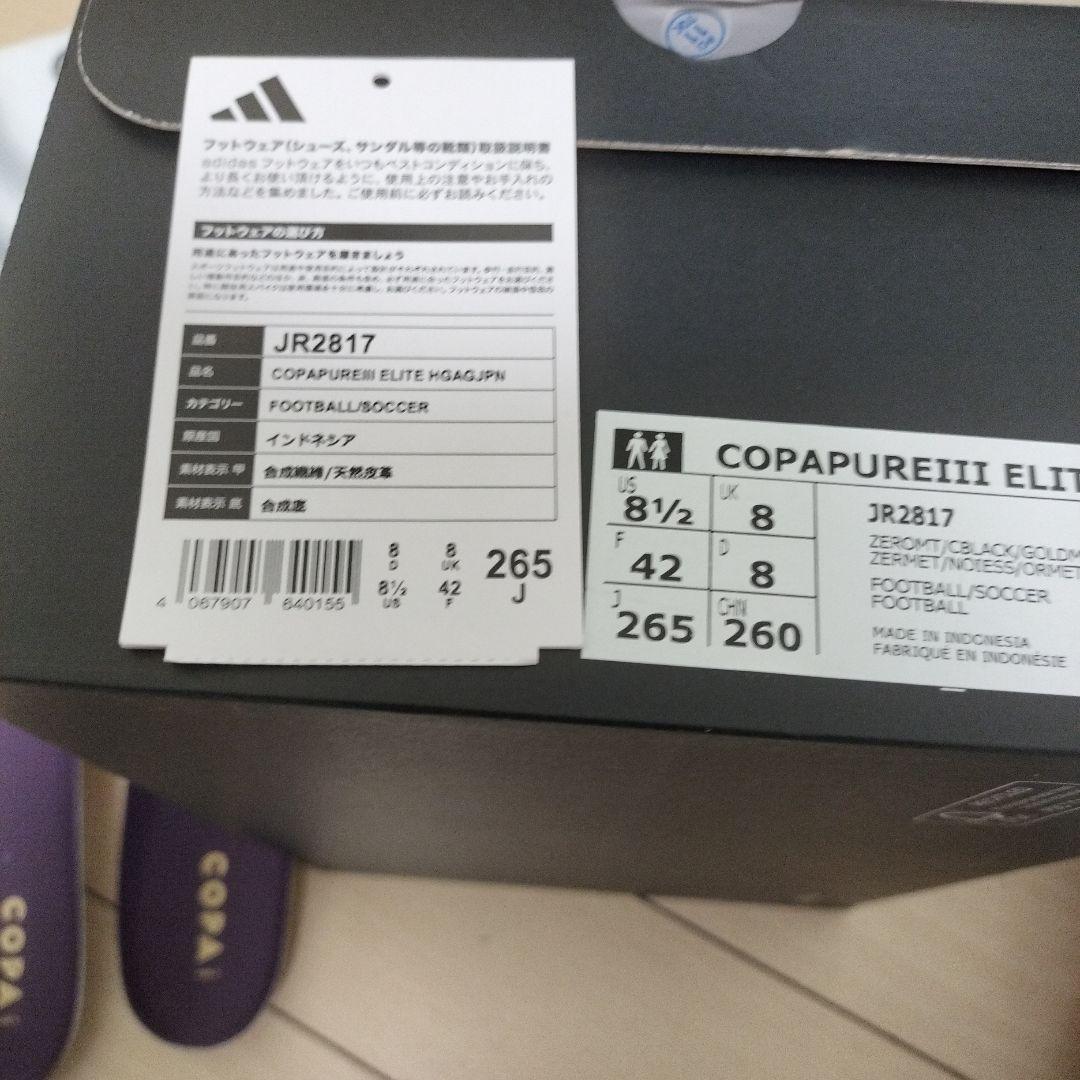 フットウェア(シューズ、サンダル等の靴類)取扱説明書
adidas フットウェアをいつもベストコンディションに保ち、
より長くお使い頂けるように、使用上の注意やお手入れの
方法などを集めました。ご使用前に必ずお読みください。
フットウェアの選び方
用途にあったフットウェアを履きましょう
品番 JR2817
品名 COPAPUREIII ELITE HGAGJPN
カテゴリー FOOTBALL/SOCCER
原産国 インドネシア
素材表示 甲 合成繊維/天然皮革
素材表示 底 合成底
4 067907 640155
8 D 8 UK 265 J
8½ US 42 F
COPAPUREIII ELIT
US 8½ UK 8
F 42 D 8
J 265 CHN 260
JR2817
ZEROMT/CBLACK/GOLDM
ZERMET/NOIESS/ORMET
FOOTBALL/SOCCER
FOOTBALL
MADE IN INDONESIA
FABRIQUÉ EN INDONÉSIE
COPA
COPA